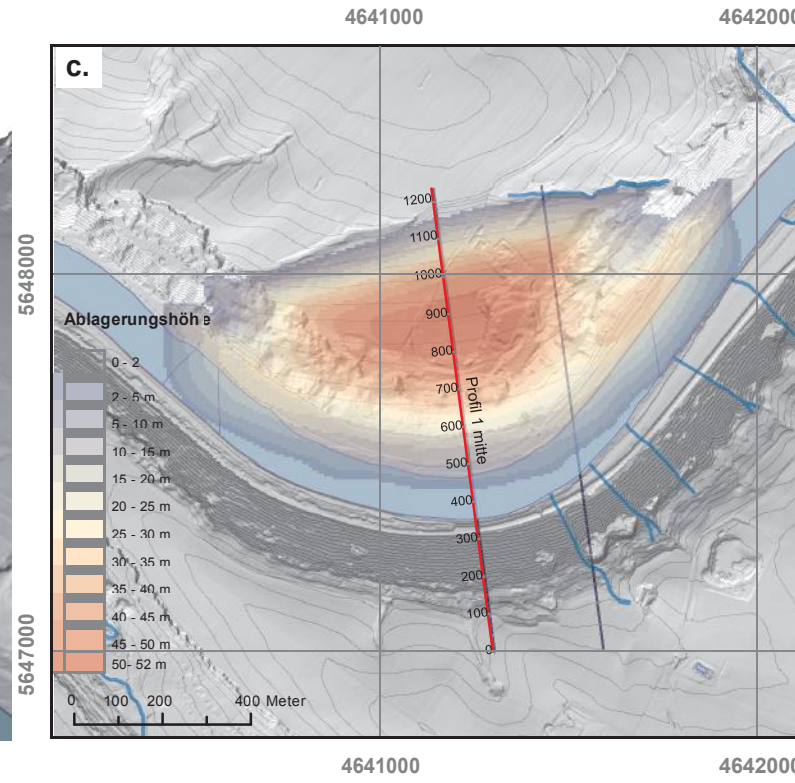 4641000
4642000
c.
1200
1100
1000
900
800
700
600
500
400
300
200
100
0
Profil 1 mitte
5648000
5647000
Ablagerungshöhe
0 - 2
2 - 5 m
5 - 10 m
10 - 15 m
15 - 20 m
20 - 25 m
25 - 30 m
30 - 35 m
35 - 40 m
40 - 45 m
45 - 50 m
50 - 52 m
0 100 200 400 Meter
4641000
4642000